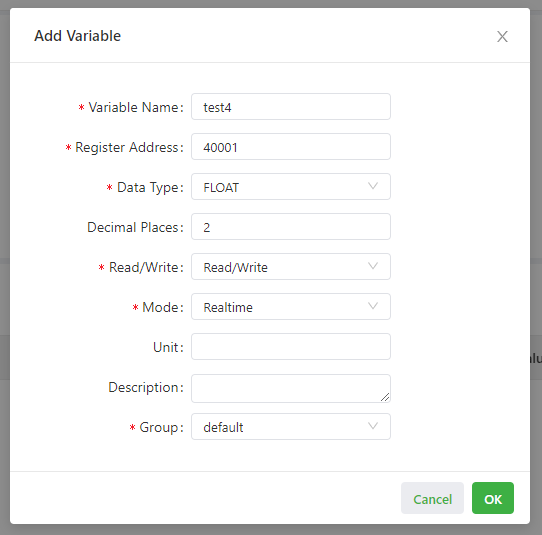 Add Variable
* Variable Name: test4
* Register Address: 40001
* Data Type: FLOAT
Decimal Places: 2
* Read/Write: Read/Write
* Mode: Realtime
Unit:
Description:
* Group: default
Cancel OK